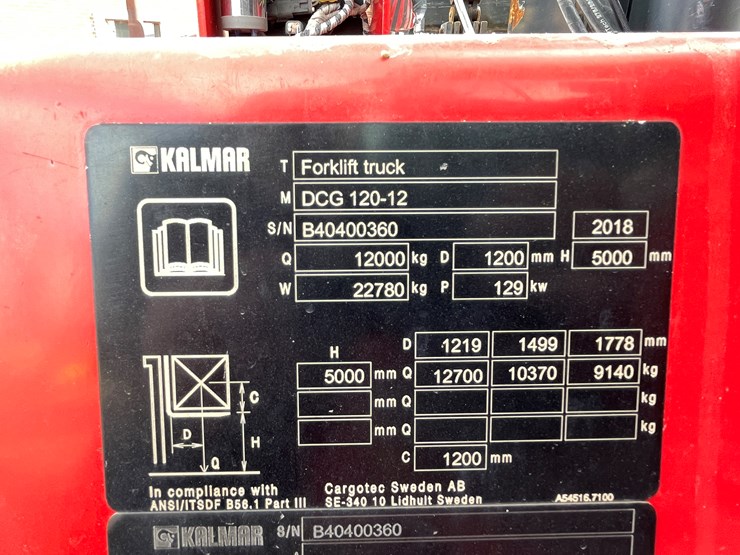 KALMAR T Forklift truck
M DCG 120-12
S/N B40400360 2018
Q 12000 kg D 1200 mm H 5000 mm
W 22780 kg P 129 kw
H D 1219 1499 1778 mm
5000 mm Q 12700 10370 9140 kg
mm Q kg
mm Q kg
C 1200 mm
C
D H
Q
In compliance with Cargotec Sweden AB
ANSI/ITSDF B56.1 Part III SE-340 10 Lidhult Sweden A54516.7100
KALMAR S/N B40400360